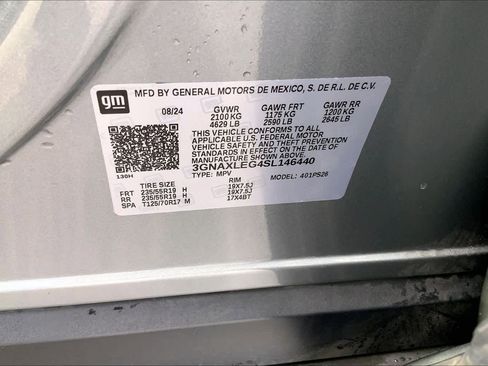 gm
MFD BY GENERAL MOTORS DE MEXICO, S. DE R.L. DE C.V.
08/24 GVWR GAWR FRT GAWR RR
2100 KG 1175 KG 1200 KG
4629 LB 2590 LB 2645 LB
THIS VEHICLE CONFORMS TO ALL
APPLICABLE U.S. FEDERAL MOTOR
VEHICLE SAFETY AND THEFT PREVENTION
STANDARDS IN EFFECT ON THE DATE OF
MANUFACTURE SHOWN ABOVE.
3GNAXLEG4SL146440
TYPE: MPV MODEL: 401PS26
130H
TIRE SIZE RIM
FRT 235/55R19 H 19X7.5J
RR 235/55R19 H 19X7.5J
SPA T125/70R17 M 17X4BT